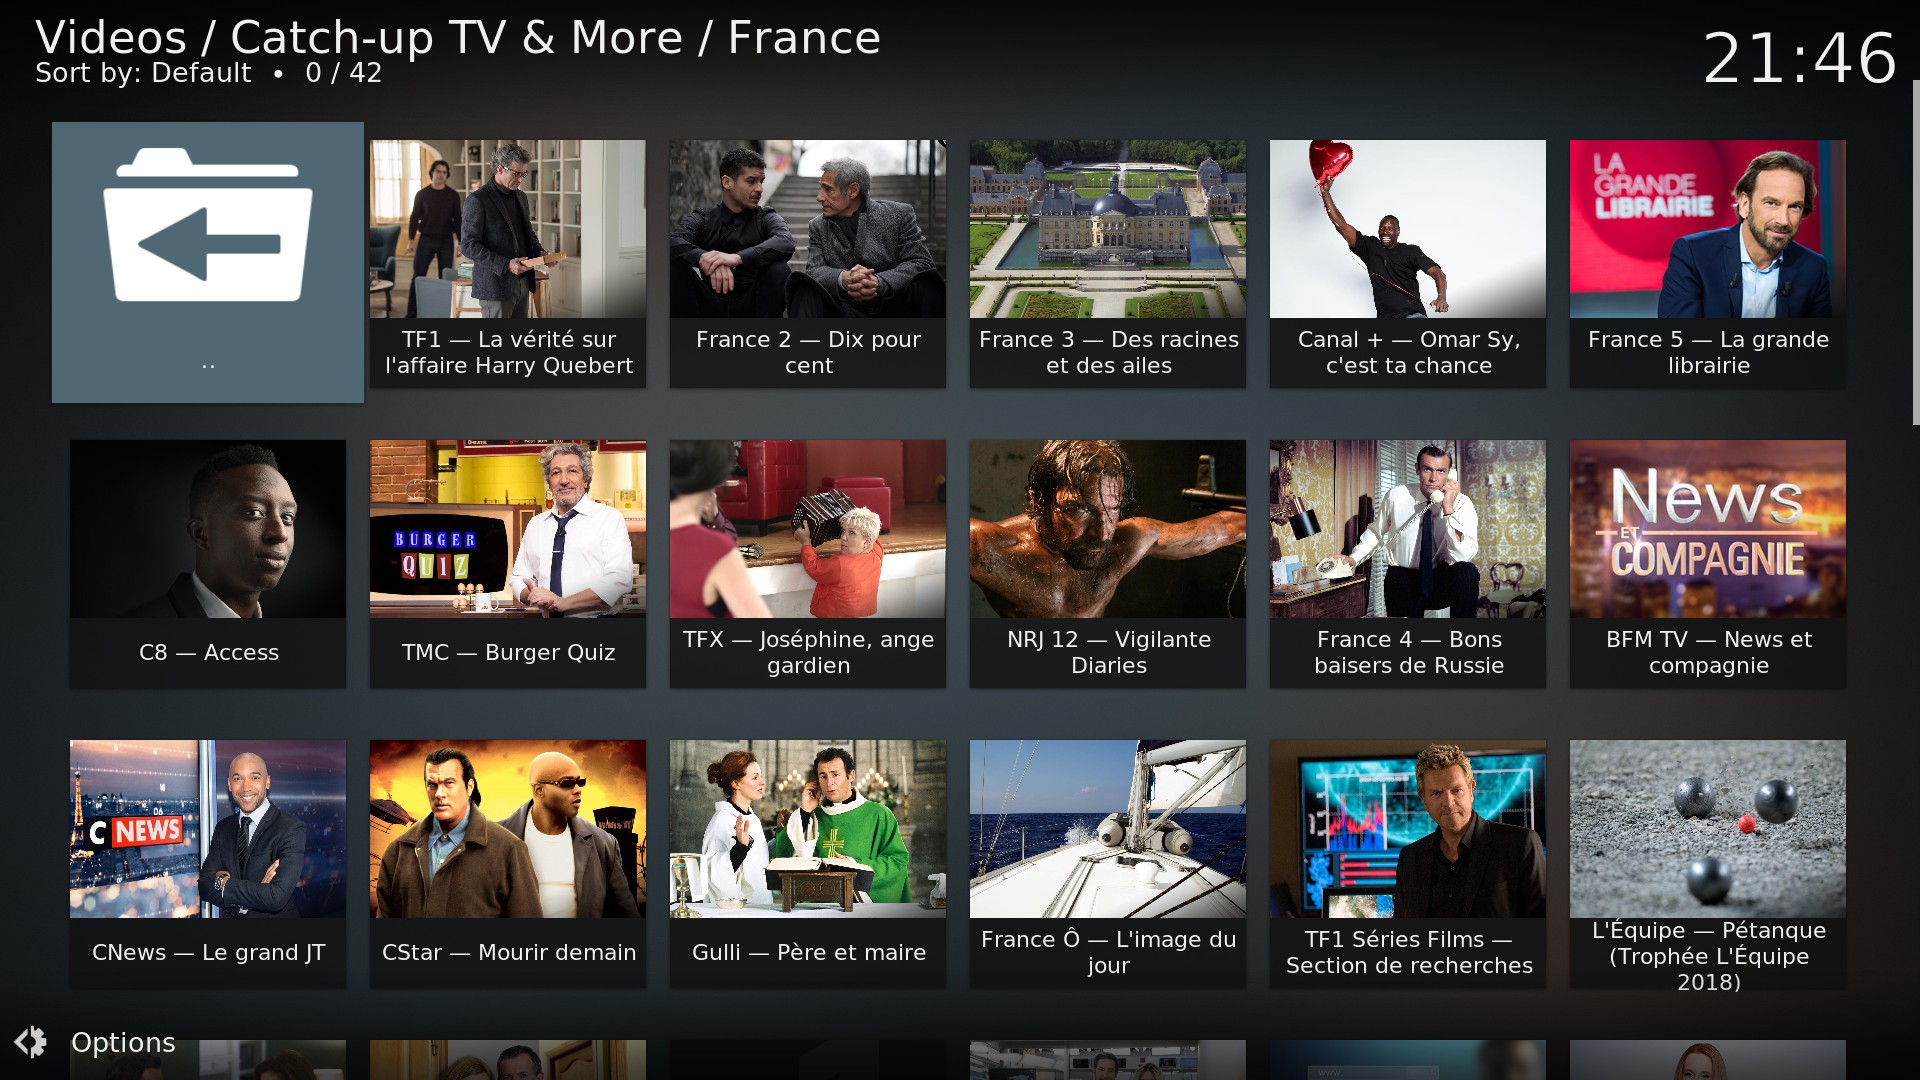 Videos / Catch-up TV & More / France
Sort by: Default • 0 / 42
21:46
LA
GRANDE
LIBRAIRIE
..
TF1 — La vérité sur
l'affaire Harry Quebert
France 2 — Dix pour
cent
France 3 — Des racines
et des ailes
Canal + — Omar Sy,
c'est ta chance
France 5 — La grande
librairie
BURGER
QUIZ
News
ET
COMPAGNIE
C8 — Access
TMC — Burger Quiz
TFX — Joséphine, ange
gardien
NRJ 12 — Vigilante
Diaries
France 4 — Bons
baisers de Russie
BFM TV — News et
compagnie
C NEWS
CNews — Le grand JT
CStar — Mourir demain
Gulli — Père et maire
France Ô — L'image du
jour
TF1 Séries Films —
Section de recherches
L'Équipe — Pétanque
(Trophée L'Équipe
2018)
Options
www.